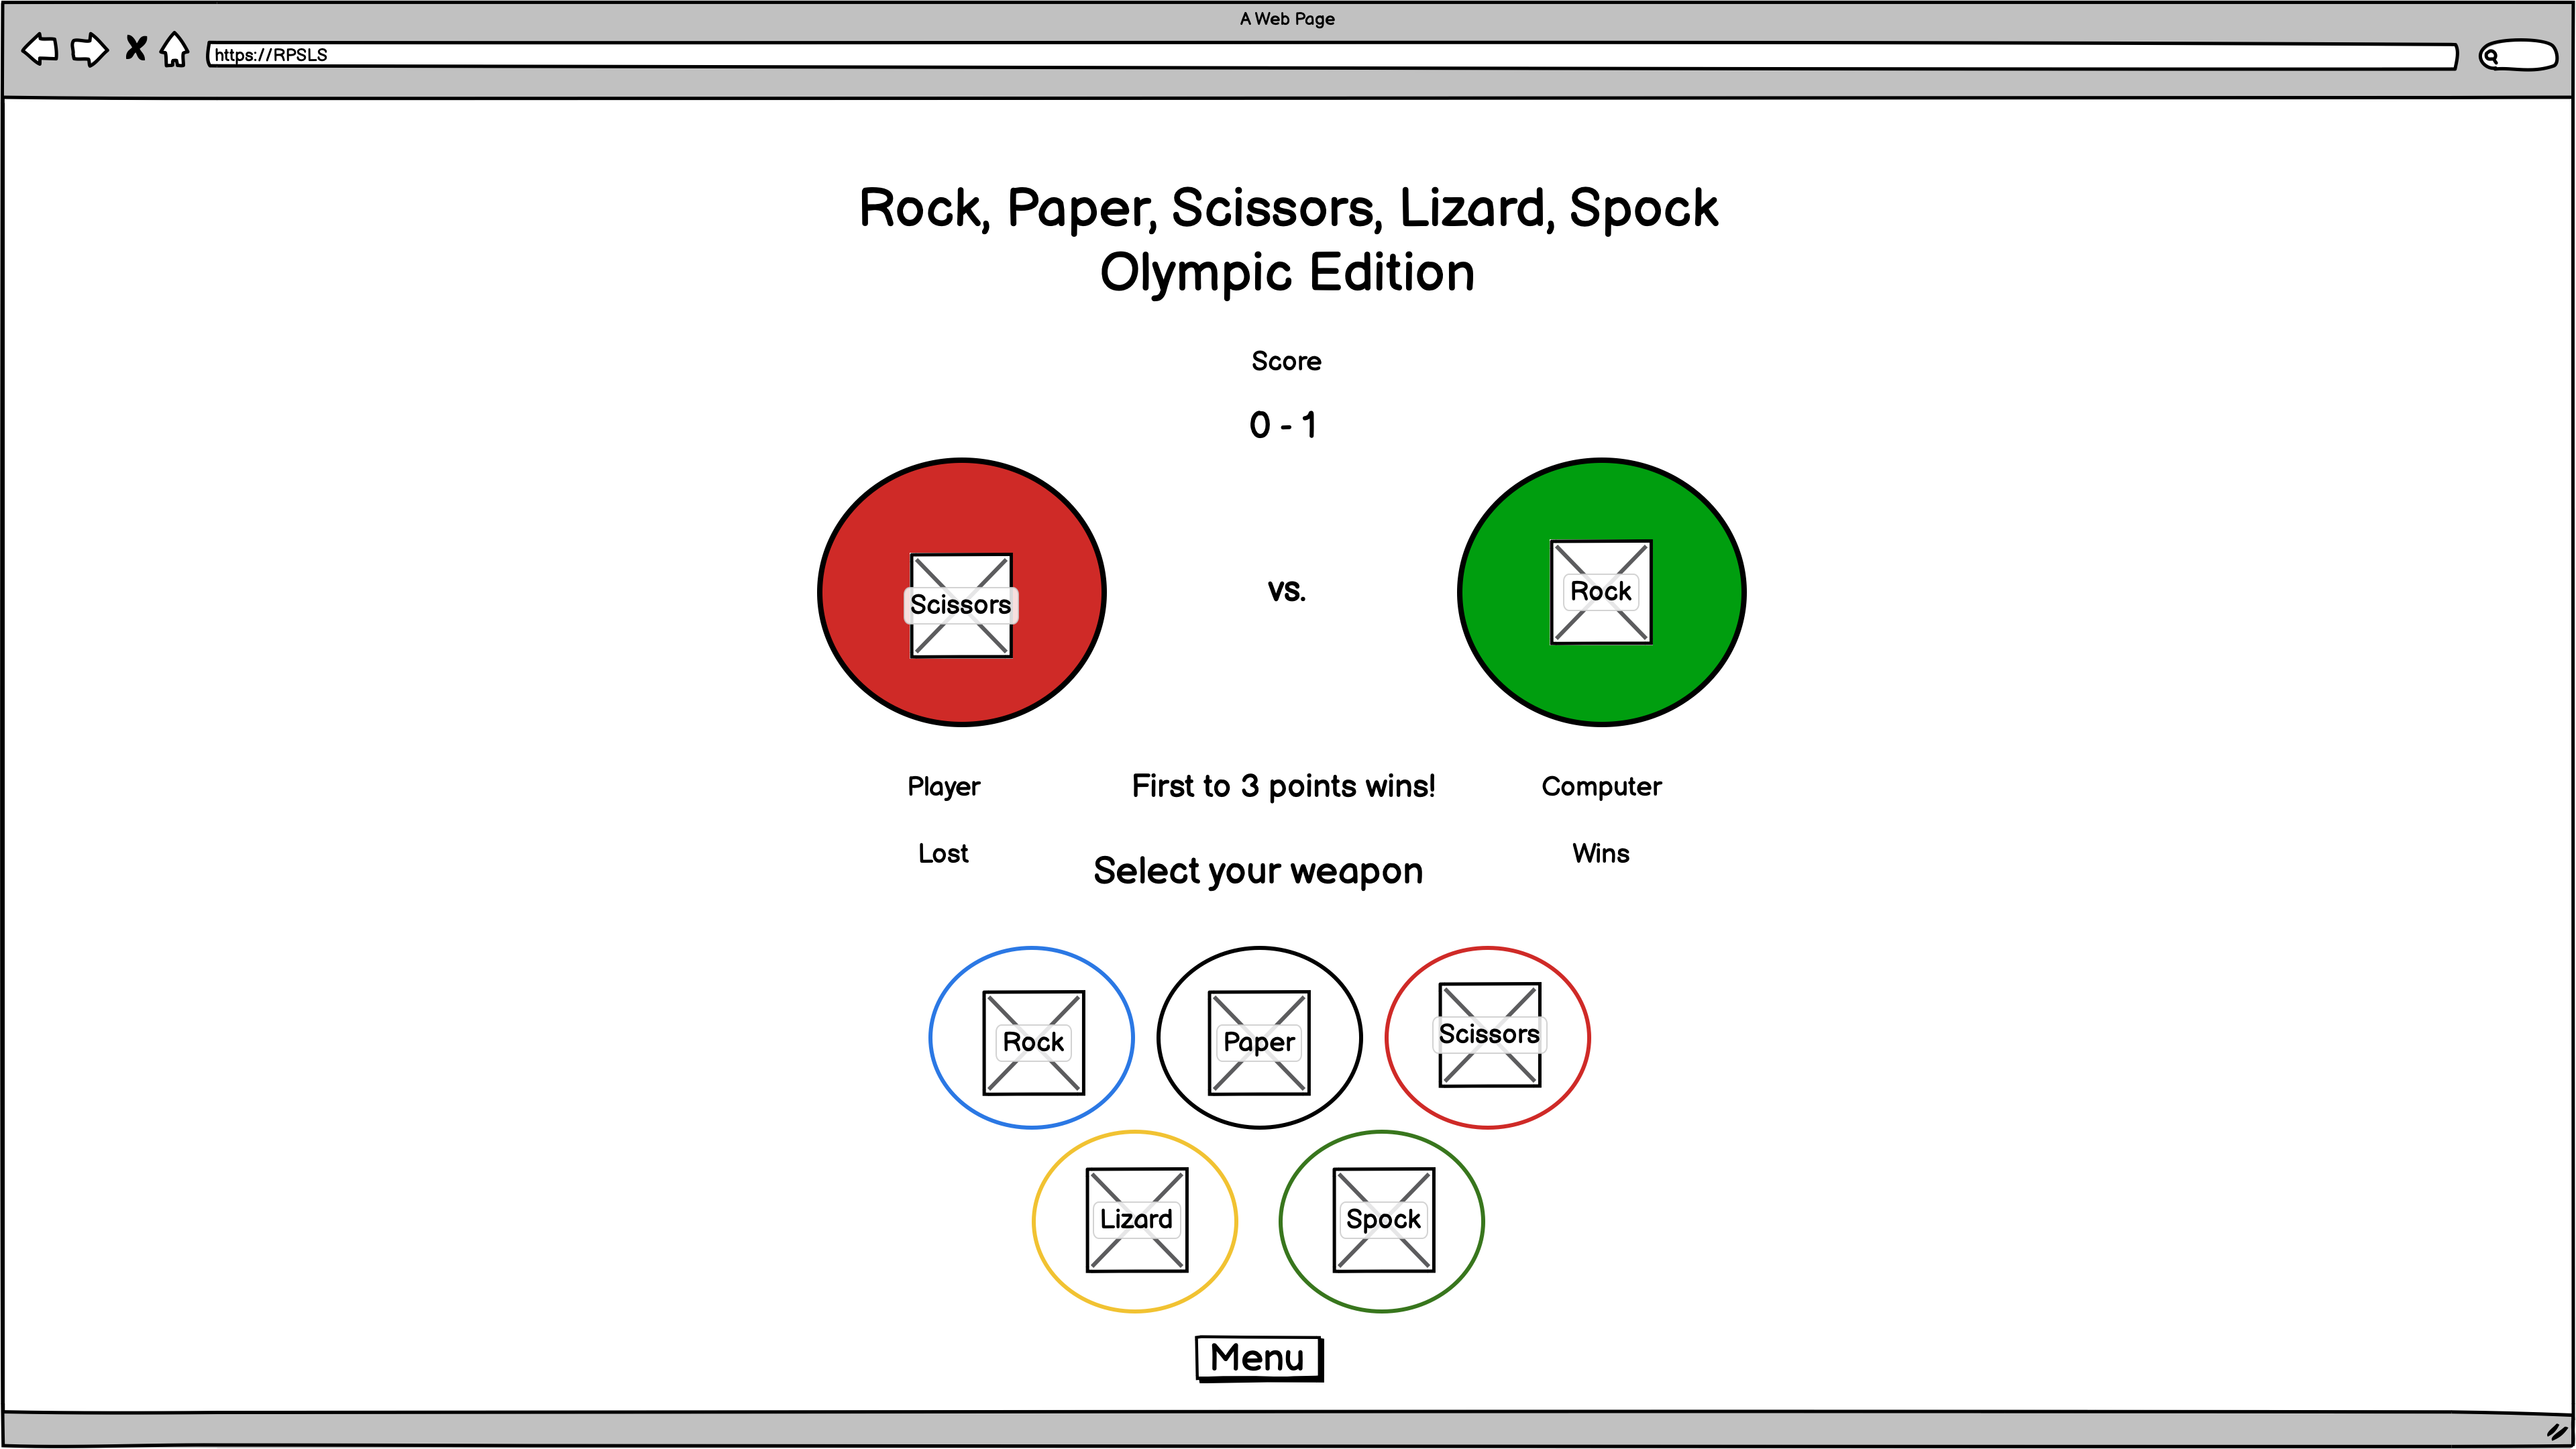 A Web Page
https://RPSLS
Rock, Paper, Scissors, Lizard, Spock
Olympic Edition
Score
0 - 1
Scissors
vs.
Rock
Player
First to 3 points wins!
Computer
Lost
Select your weapon
Wins
Rock
Paper
Scissors
Lizard
Spock
Menu